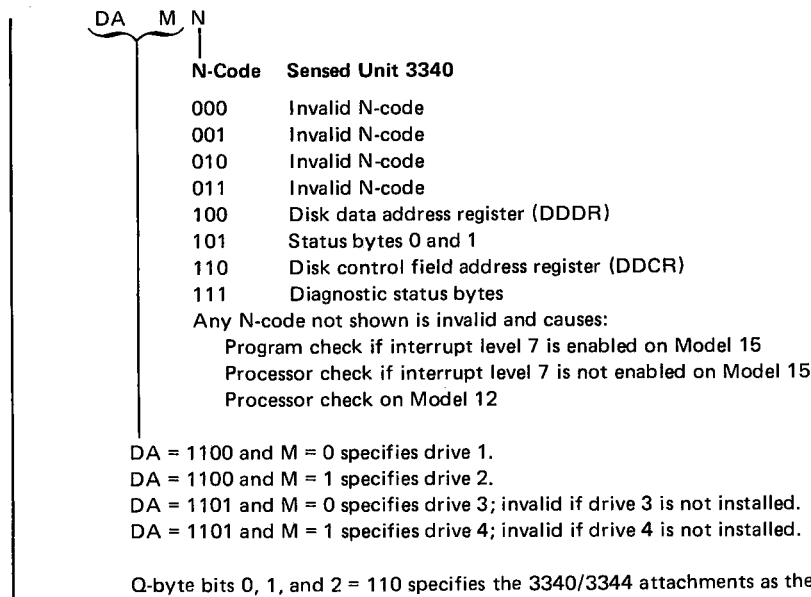 DA M N
N-Code Sensed Unit 3340
000 Invalid N-code
001 Invalid N-code
010 Invalid N-code
011 Invalid N-code
100 Disk data address register (DDDR)
101 Status bytes 0 and 1
110 Disk control field address register (DDCR)
111 Diagnostic status bytes
Any N-code not shown is invalid and causes:
Program check if interrupt level 7 is enabled on Model 15
Processor check if interrupt level 7 is not enabled on Model 15
Processor check on Model 12
DA = 1100 and M = 0 specifies drive 1.
DA = 1100 and M = 1 specifies drive 2.
DA = 1101 and M = 0 specifies drive 3; invalid if drive 3 is not installed.
DA = 1101 and M = 1 specifies drive 4; invalid if drive 4 is not installed.
Q-byte bits 0, 1, and 2 = 110 specifies the 3340/3344 attachments as the